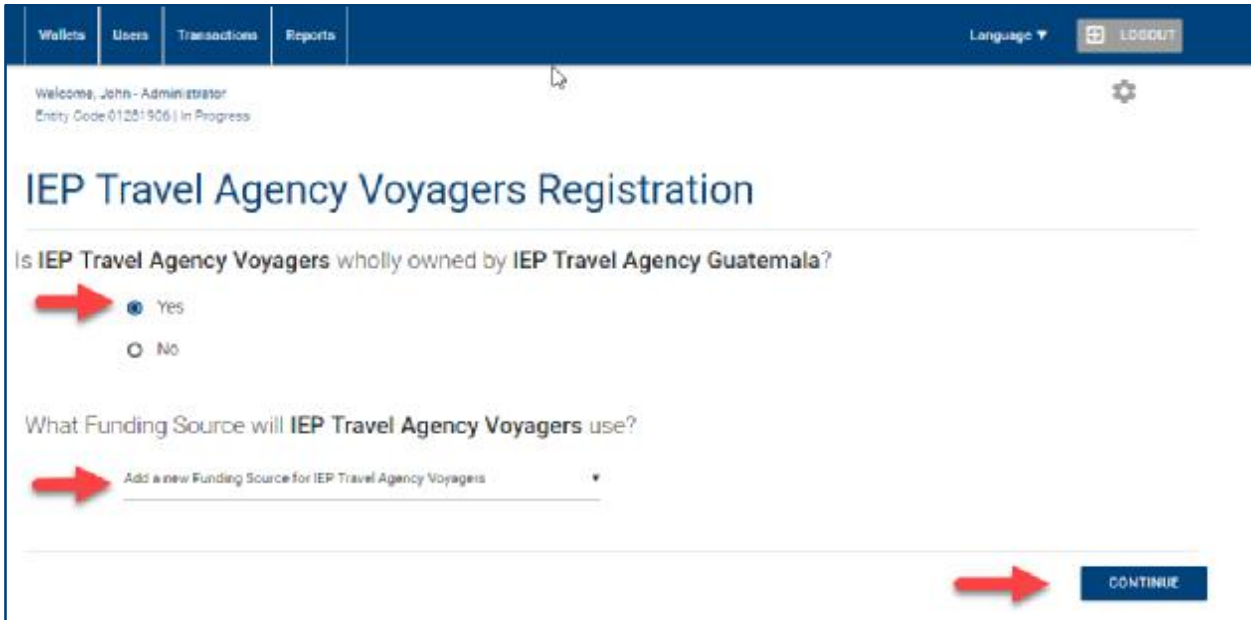 Wallets Users Transactions Reports Language ▼ LOGOUT
Welcome, John - Administrator
Entity Code 01281906 | In Progress
IEP Travel Agency Voyagers Registration
Is IEP Travel Agency Voyagers wholly owned by IEP Travel Agency Guatemala?
Yes
No
What Funding Source will IEP Travel Agency Voyagers use?
Add a new Funding Source for IEP Travel Agency Voyagers ▼
CONTINUE